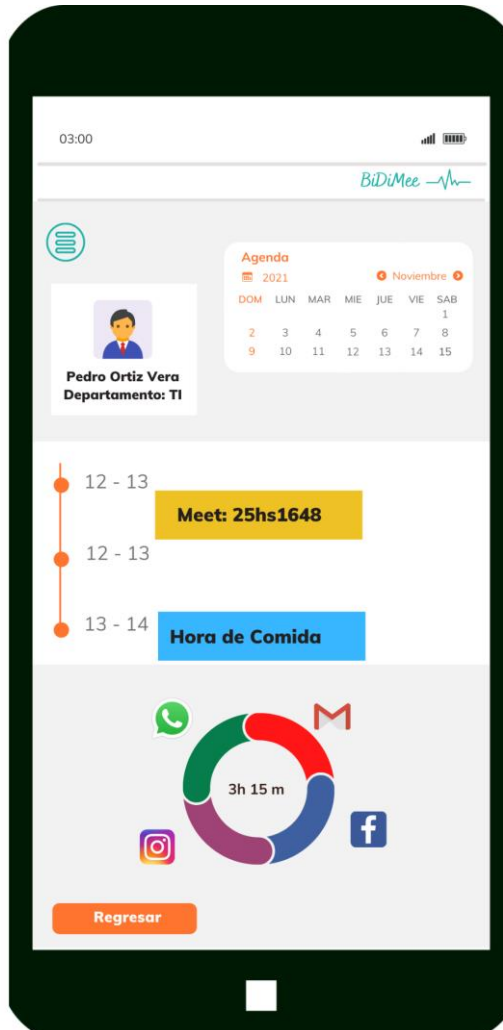 03:00
BiDiMee
Agenda
2021 Noviembre
DOM LUN MAR MIE JUE VIE SAB
1
2 3 4 5 6 7 8
9 10 11 12 13 14 15
Pedro Ortiz Vera
Departamento: TI
12 - 13
Meet: 25hs1648
12 - 13
13 - 14
Hora de Comida
3h 15 m
Regresar